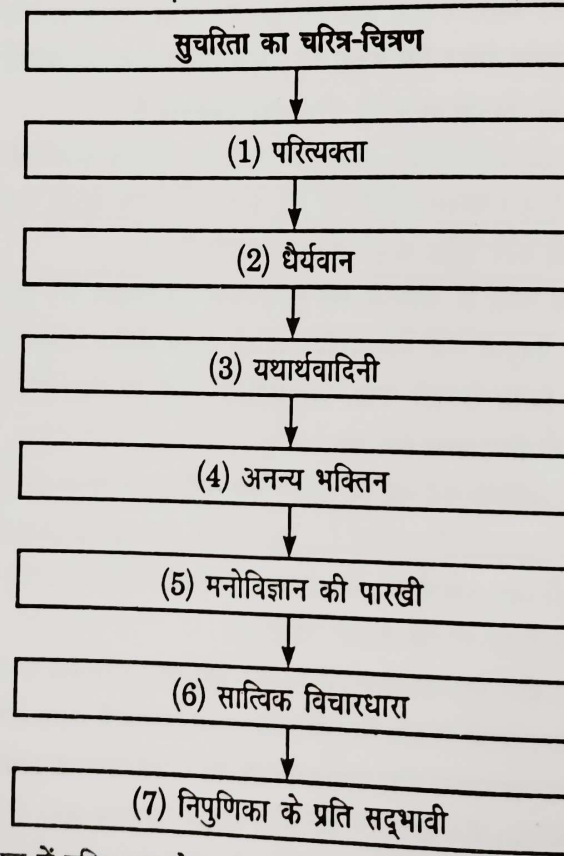 सुचरिता का चरित्र-चित्रण
(1) परित्यक्ता
(2) धैर्यवान
(3) यथार्थवादिनी
(4) अनन्य भक्तिन
(5) मनोविज्ञान की पारखी
(6) सात्विक विचारधारा
(7) निपुणिका के प्रति सद्भावी